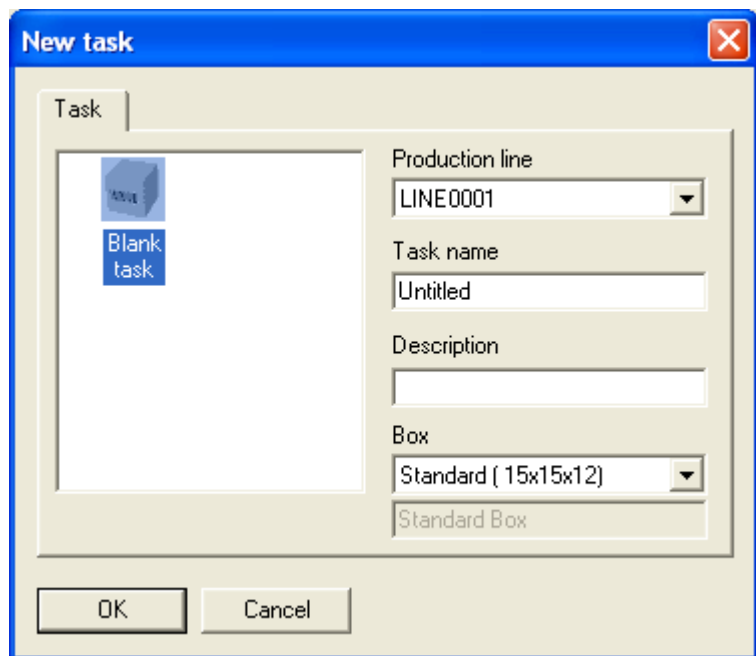 New task
Task
Blank
task
Production line
LINE0001
Task name
Untitled
Description
Box
Standard ( 15x15x12)
Standard Box
OK
Cancel